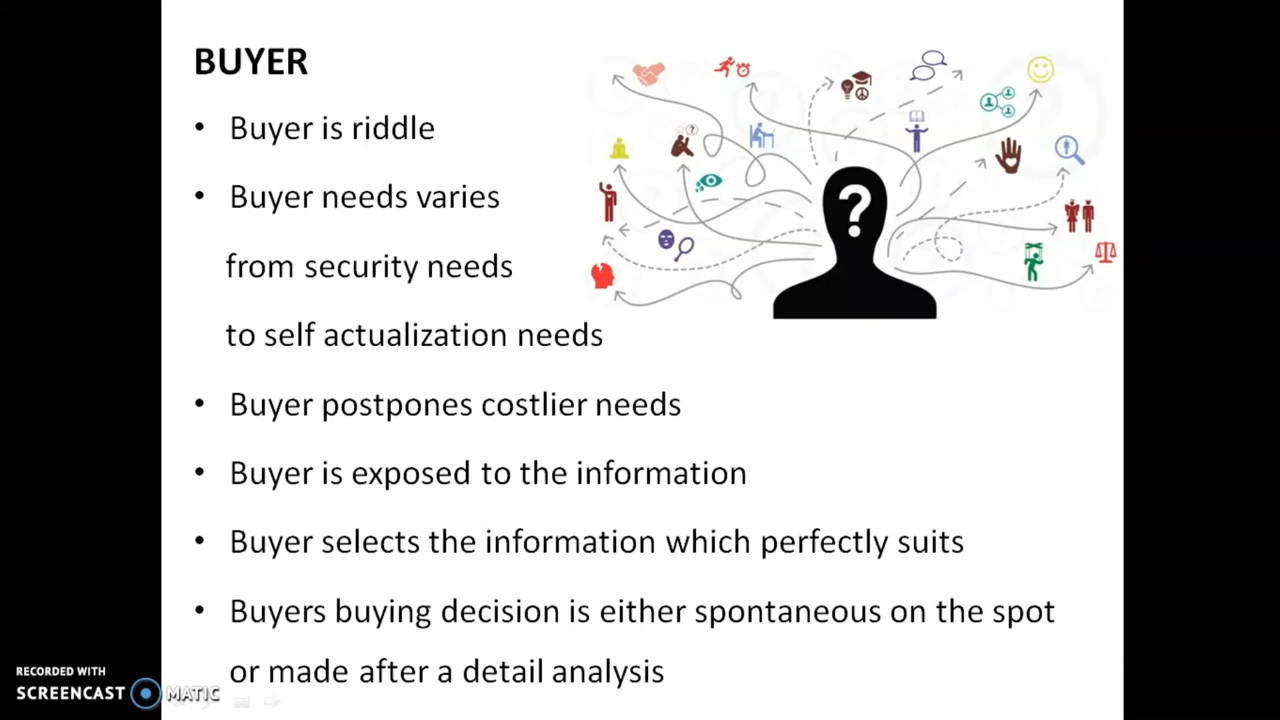 BUYER
• Buyer is riddle
• Buyer needs varies
from security needs
to self actualization needs
• Buyer postpones costlier needs
• Buyer is exposed to the information
• Buyer selects the information which perfectly suits
• Buyers buying decision is either spontaneous on the spot
or made after a detail analysis
?
RECORDED WITH
SCREENCAST MATIC